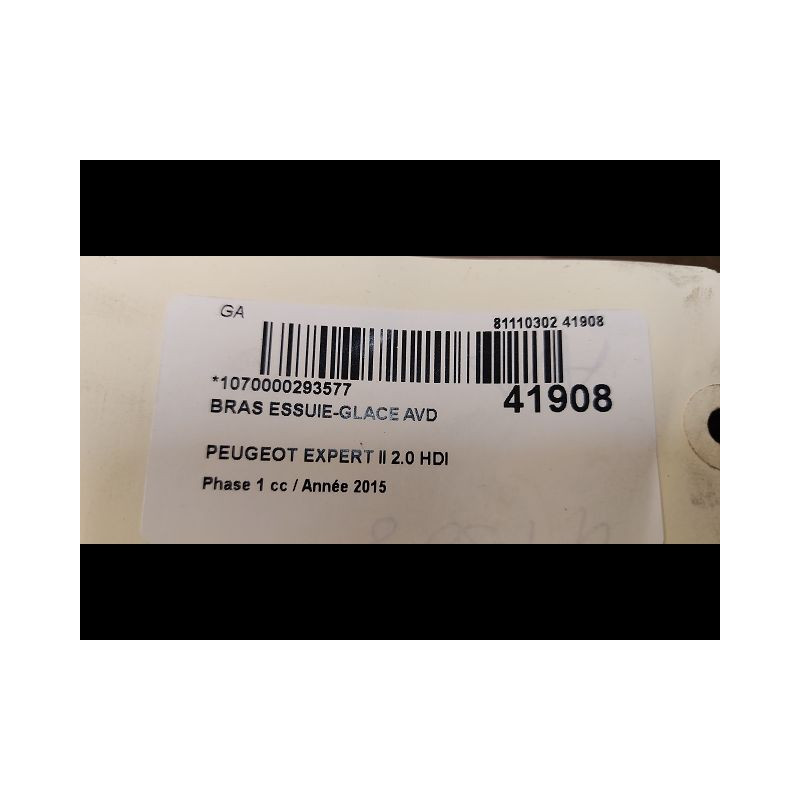 GA
81110302 41908
*1070000293577
41908
BRAS ESSUIE-GLACE AVD
PEUGEOT EXPERT II 2.0 HDI
Phase 1 cc / Année 2015